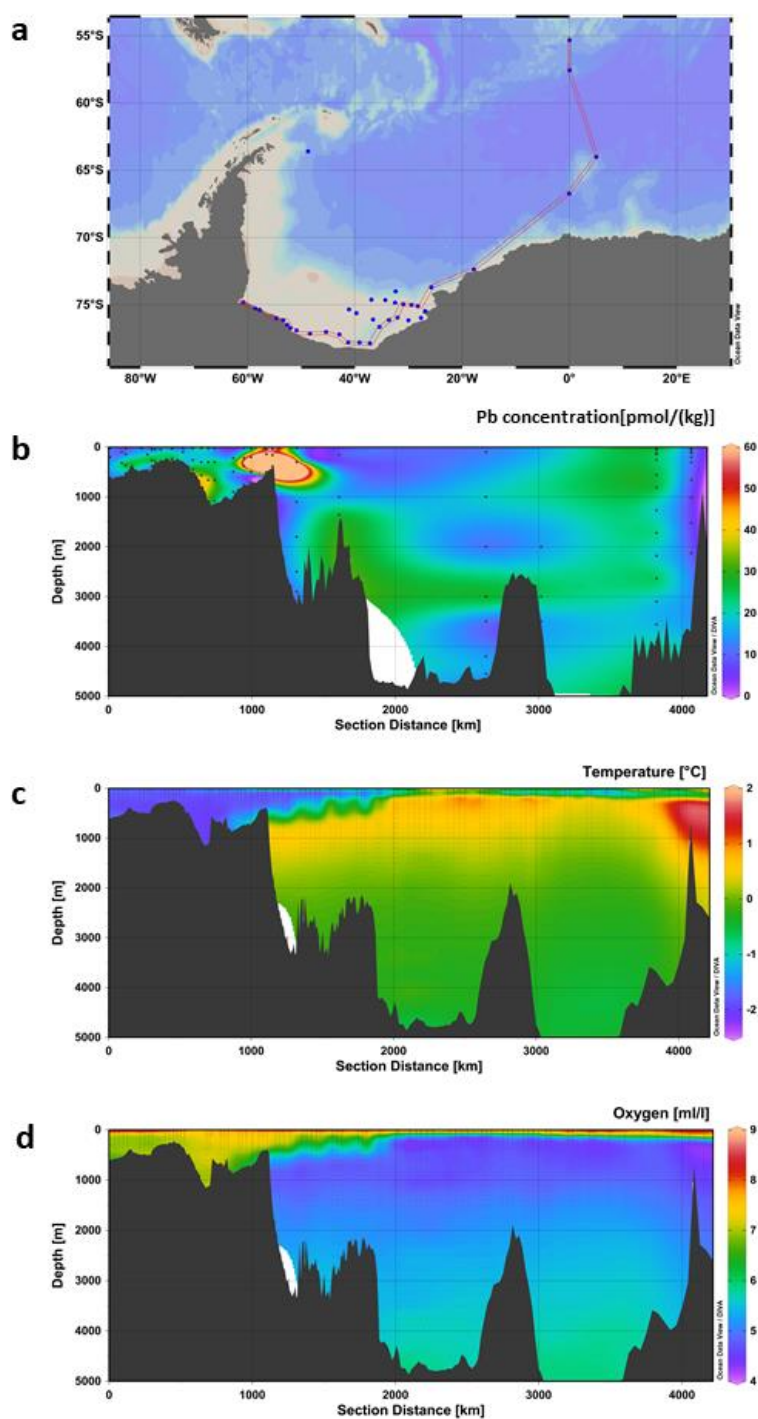 a
55°S
60°S
65°S
70°S
75°S
80°W 60°W 40°W 20°W 0° 20°E
Ocean Data View
b
Pb concentration[pmol/(kg)]
0
1000
2000
3000
4000
5000
Depth [m]
0 1000 2000 3000 4000
Section Distance [km]
60
50
40
30
20
10
0
Ocean Data View / DIVA
c
Temperature [°C]
0
1000
2000
3000
4000
5000
Depth [m]
0 1000 2000 3000 4000
Section Distance [km]
2
1
0
-1
-2
Ocean Data View / DIVA
d
Oxygen [ml/l]
0
1000
2000
3000
4000
5000
Depth [m]
0 1000 2000 3000 4000
Section Distance [km]
9
8
7
6
5
4
Ocean Data View / DIVA